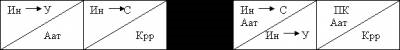 Ин → У
Аат
Ин → С
Крр
Ин → С
Аат
Ин → У
ПК
Аат
Крр